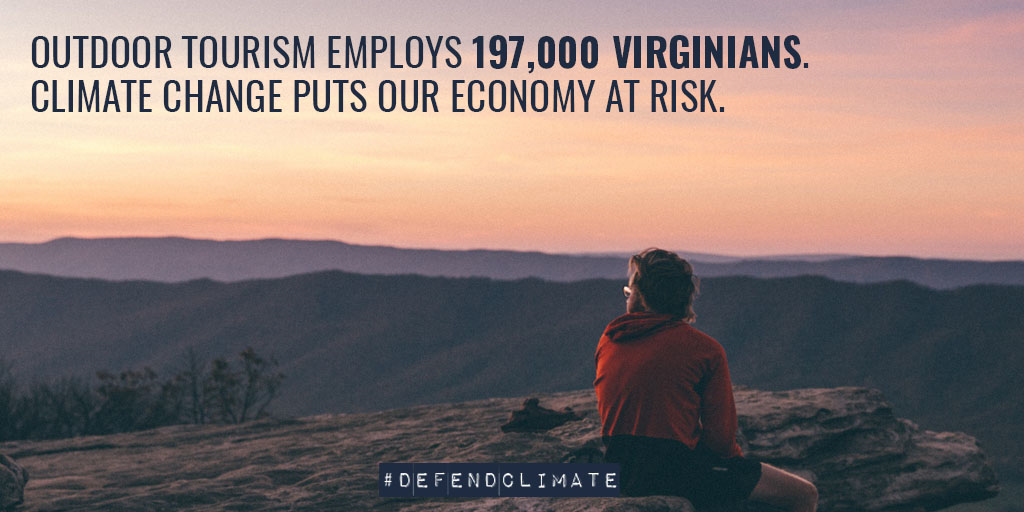 OUTDOOR TOURISM EMPLOYS 197,000 VIRGINIANS.
CLIMATE CHANGE PUTS OUR ECONOMY AT RISK.
#DEFENDCLIMATE